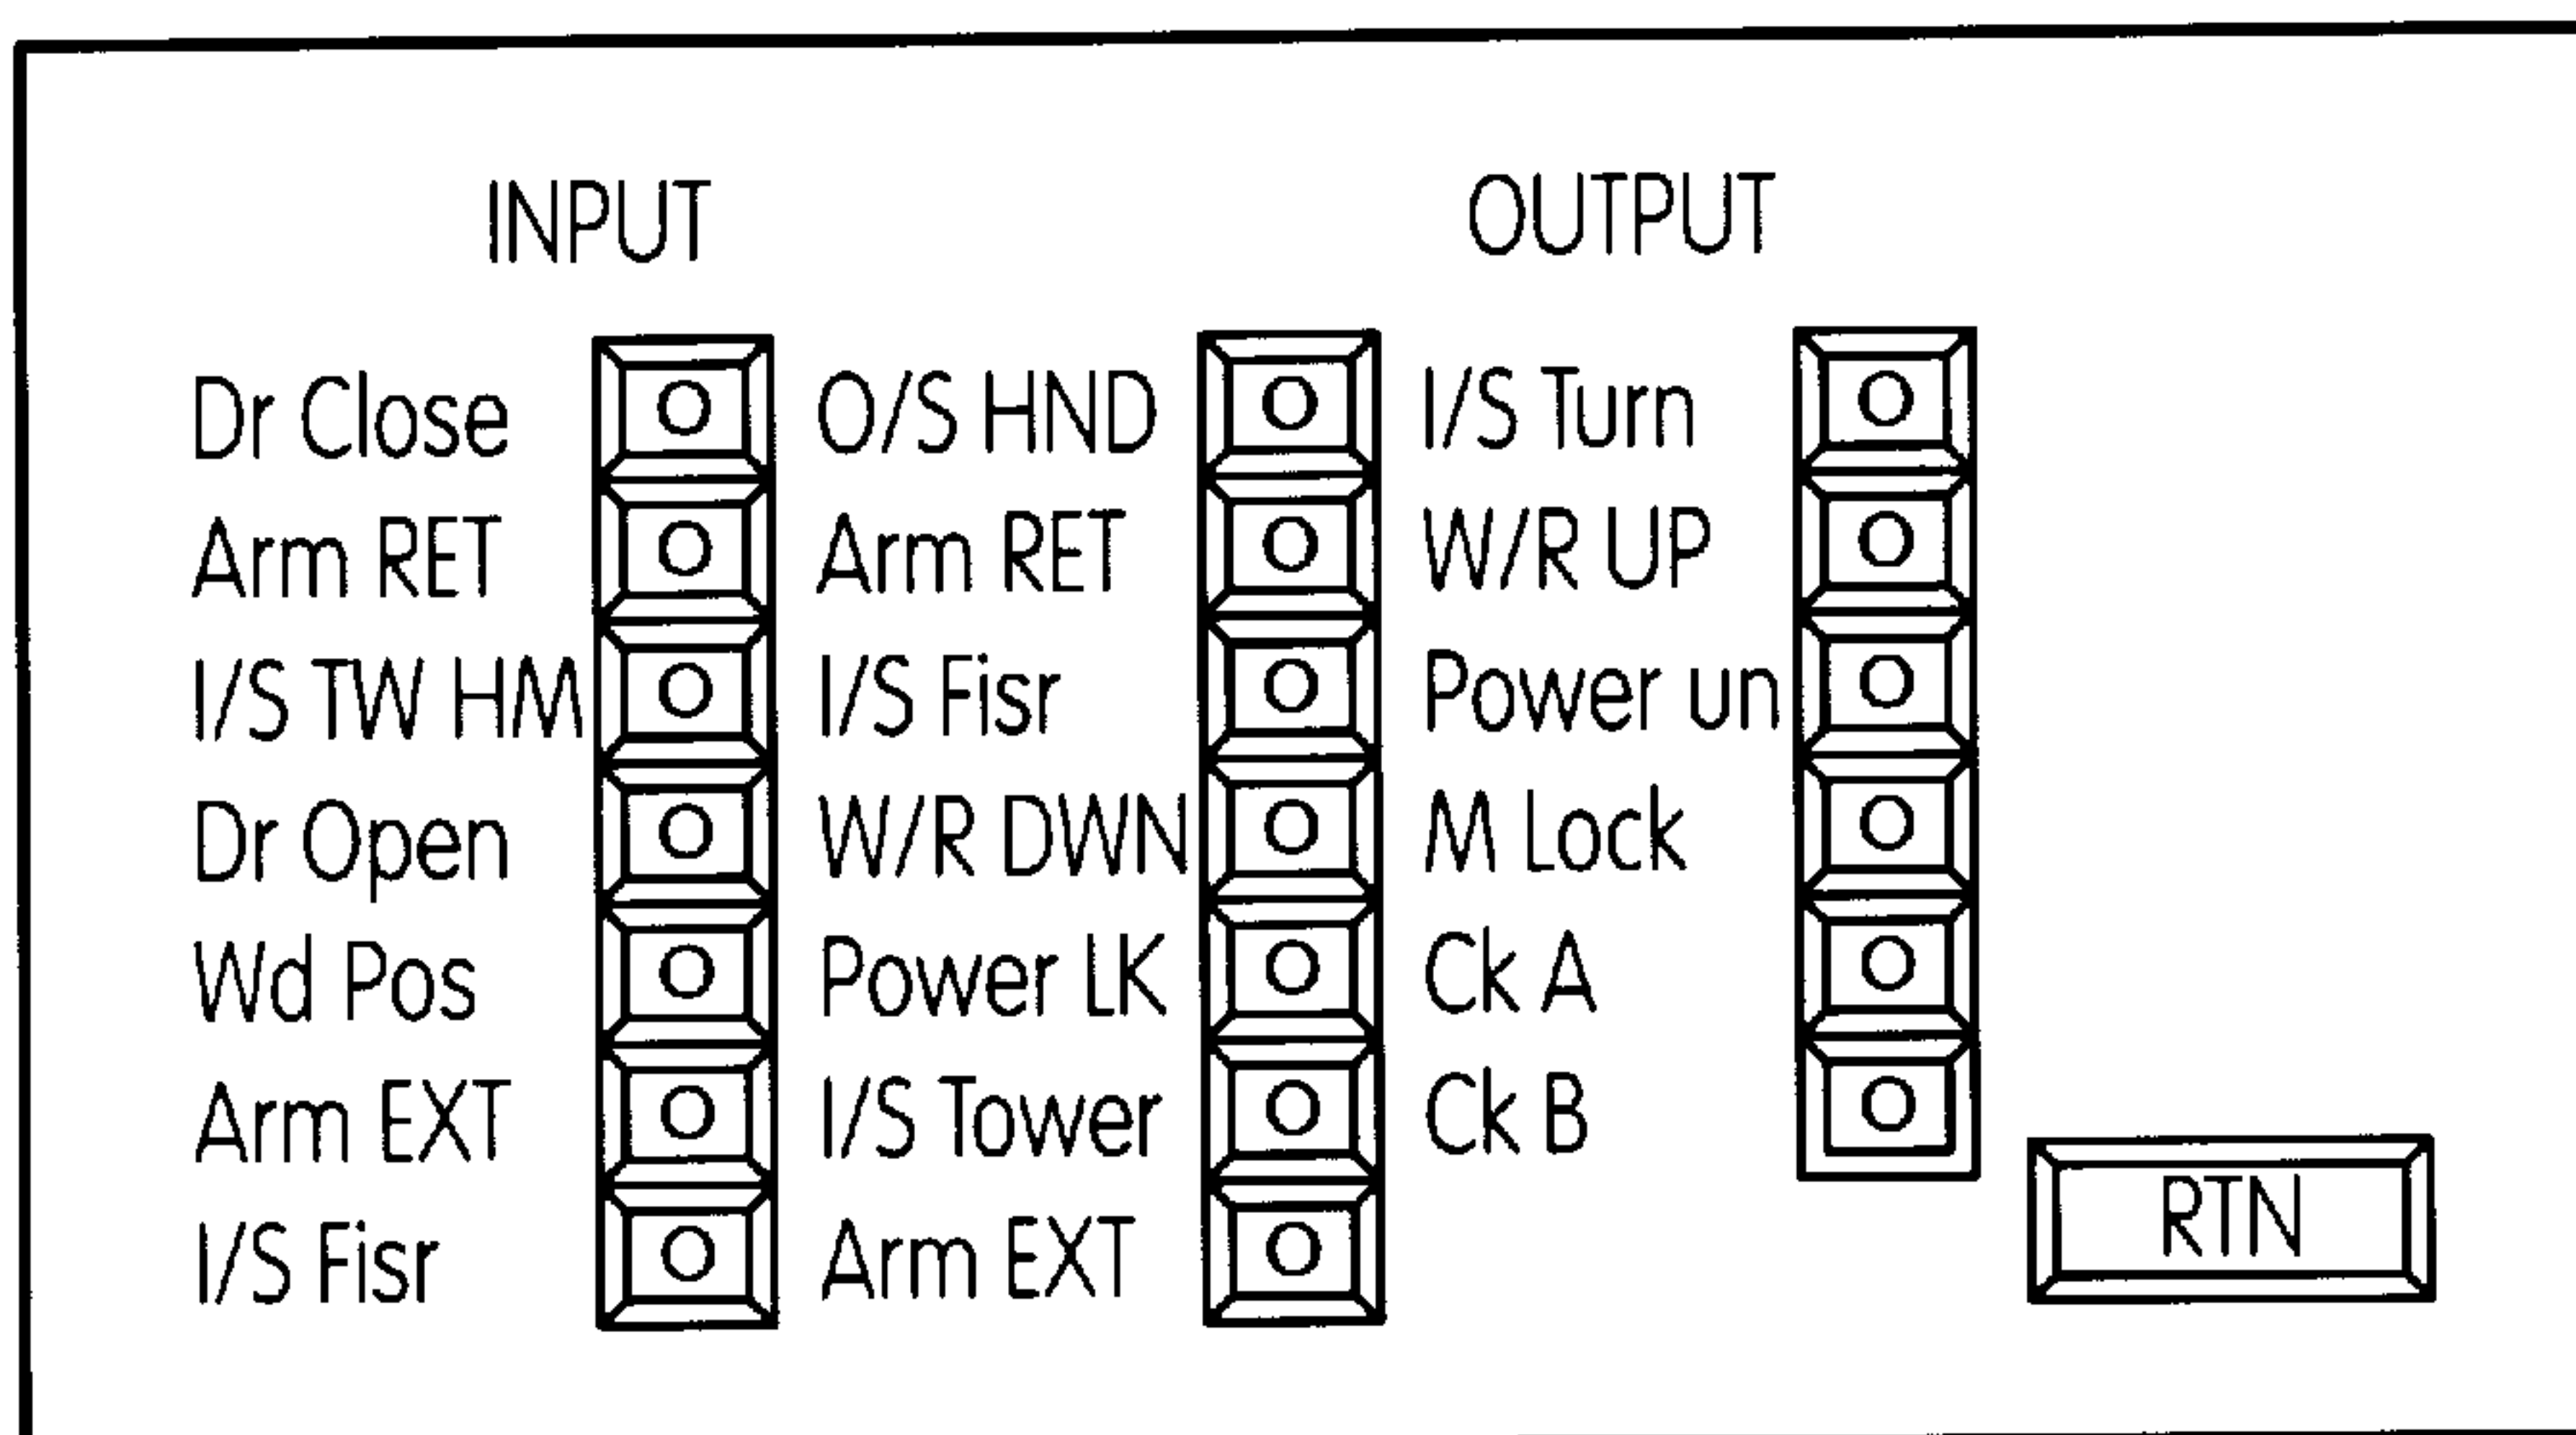 INPUT OUTPUT
Dr Close O/S HND I/S Turn
Arm RET Arm RET W/R UP
I/S TW HM I/S Fisr Power un
Dr Open W/R DWN M Lock
Wd Pos Power LK Ck A
Arm EXT I/S Tower Ck B
I/S Fisr Arm EXT RTN